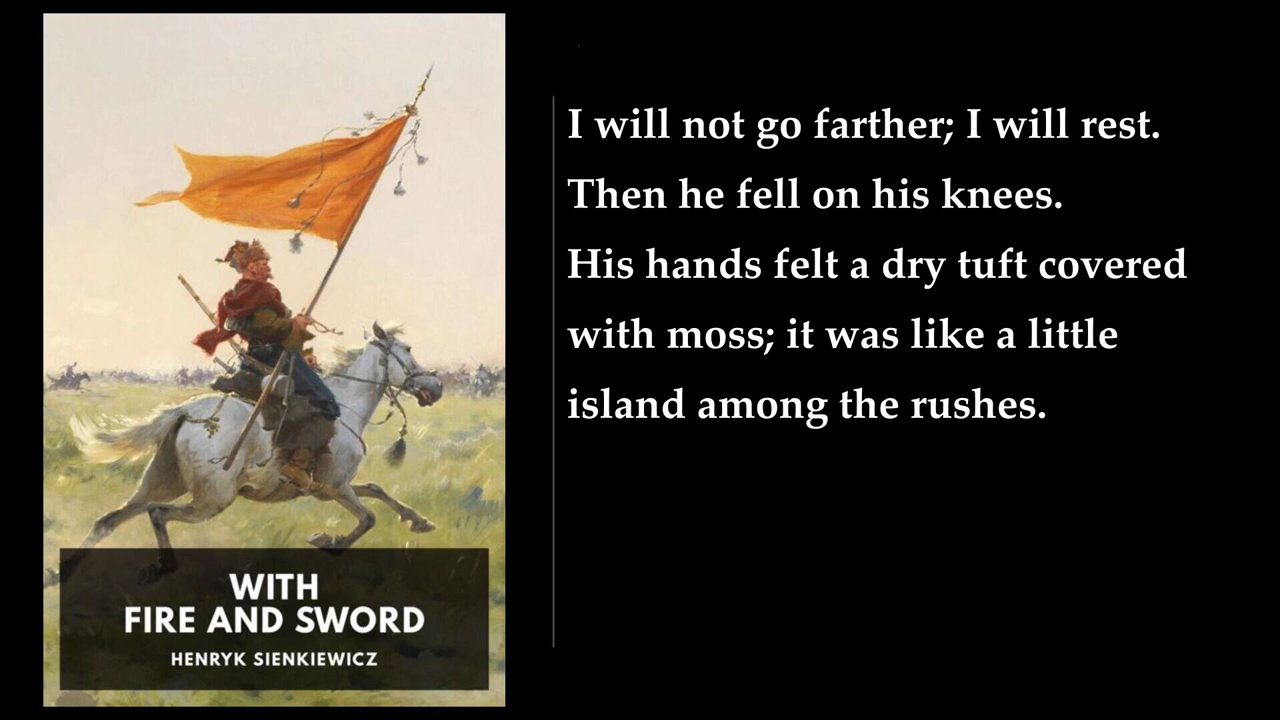 WITH
FIRE AND SWORD
HENRYK SIENKIEWICZ
I will not go farther; I will rest.
Then he fell on his knees.
His hands felt a dry tuft covered
with moss; it was like a little
island among the rushes.